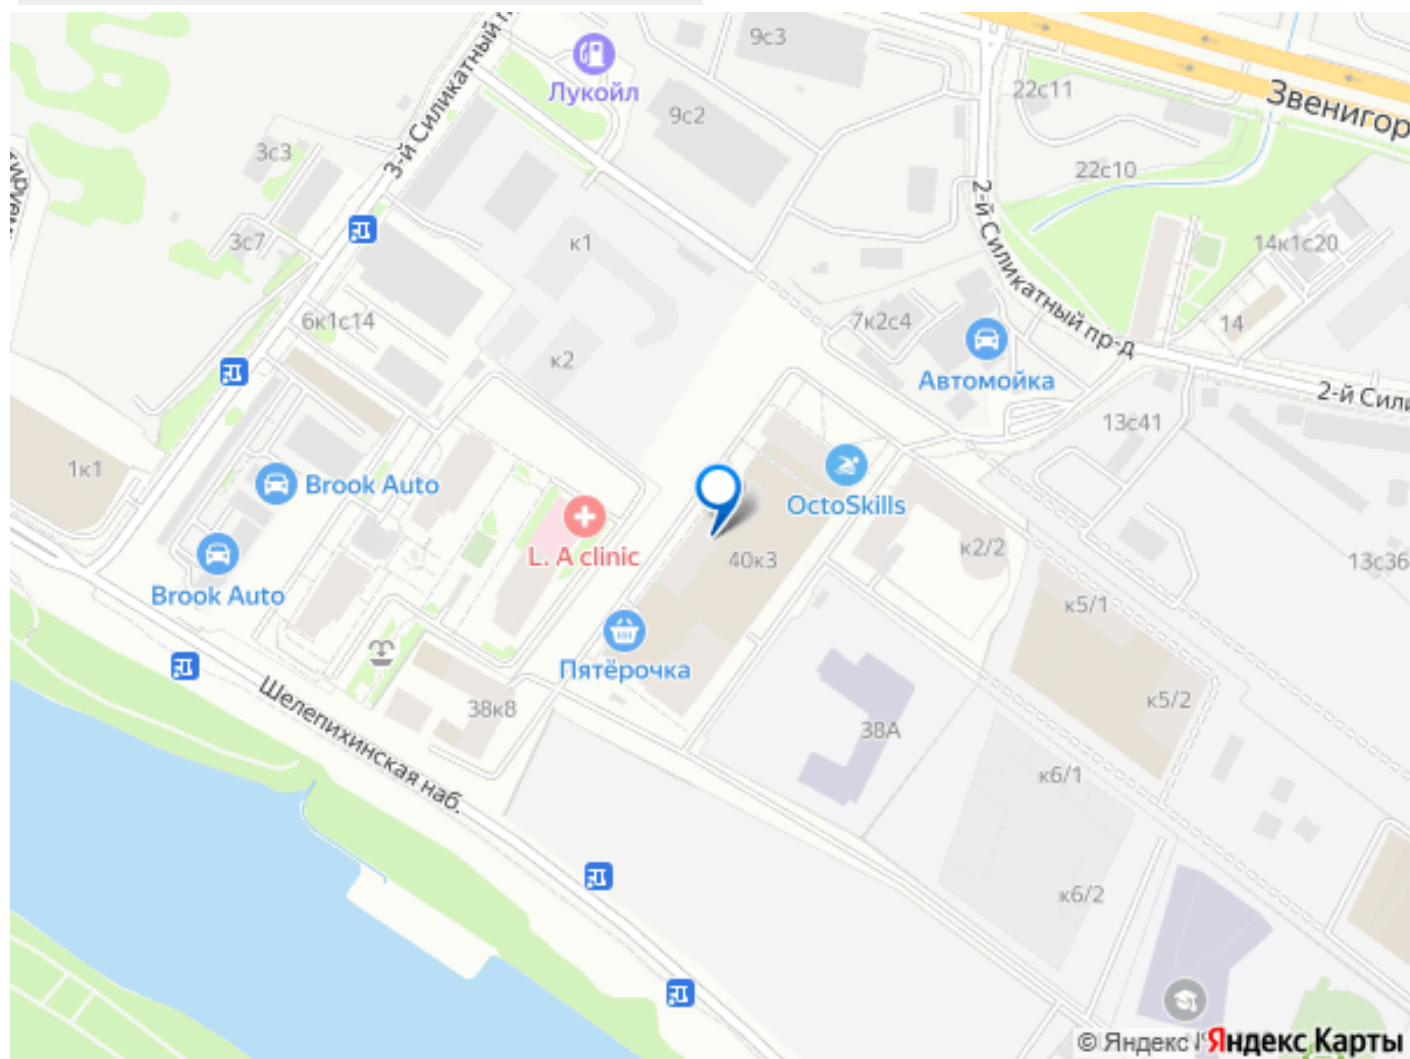 9с3
Лукойл
22с11
Звенигор
9с2
3-й Силикатный п
3с3
22с10
2-й Силикатный пр-д
3с7
к1
14к1с20
6к1с14
7к2с4
14
к2
Автомойка
2-й Сили
13с41
1к1
Brook Auto
OctoSkills
L. A clinic
40к3
к2/2
13с36
Brook Auto
к5/1
Пятёрочка
Шелепихинская наб.
38к8
к5/2
38А
к6/1
к6/2
© Яндекс
Яндекс Карты